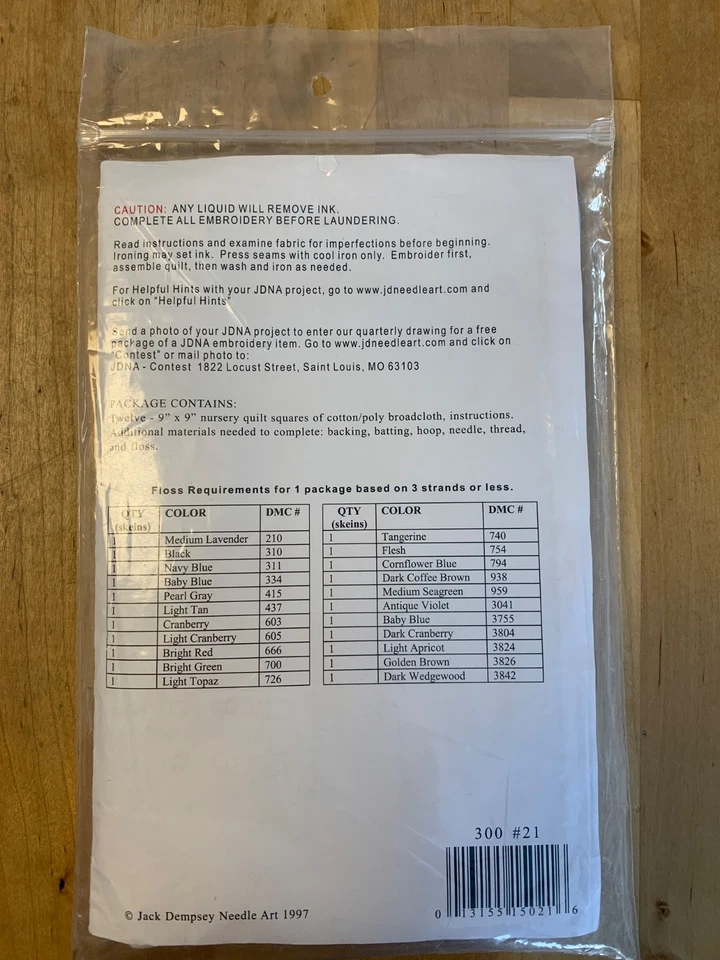 CAUTION: ANY LIQUID WILL REMOVE INK.
COMPLETE ALL EMBROIDERY BEFORE LAUNDERING.
Read instructions and examine fabric for imperfections before beginning.
Ironing may set ink. Press seams with cool iron only. Embroider first,
assemble quilt, then wash and iron as needed.
For Helpful Hints with your JDNA project, go to www.jdneedleart.com and
click on "Helpful Hints"
Send a photo of your JDNA project to enter our quarterly drawing for a free
package of a JDNA embroidery item. Go to www.jdneedleart.com and click on
"Contest" or mail photo to:
JDNA - Contest 1822 Locust Street, Saint Louis, MO 63103
PACKAGE CONTAINS:
Twelve - 9" x 9" nursery quilt squares of cotton/poly broadcloth, instructions.
Additional materials needed to complete: backing, batting, hoop, needle, thread,
and floss.
Floss Requirements for 1 package based on 3 strands or less.
QTY (skeins) COLOR DMC #
1 Medium Lavender 210
1 Black 310
1 Navy Blue 311
1 Baby Blue 334
1 Pearl Gray 415
1 Light Tan 437
1 Cranberry 603
1 Light Cranberry 605
1 Bright Red 666
1 Bright Green 700
1 Light Topaz 726
QTY (skeins) COLOR DMC #
1 Tangerine 740
1 Flesh 754
1 Cornflower Blue 794
1 Dark Coffee Brown 938
1 Medium Seagreen 959
1 Antique Violet 3041
1 Baby Blue 3755
1 Dark Cranberry 3804
1 Light Apricot 3824
1 Golden Brown 3826
1 Dark Wedgewood 3842
300 #21
0 13155 15021 6
© Jack Dempsey Needle Art 1997